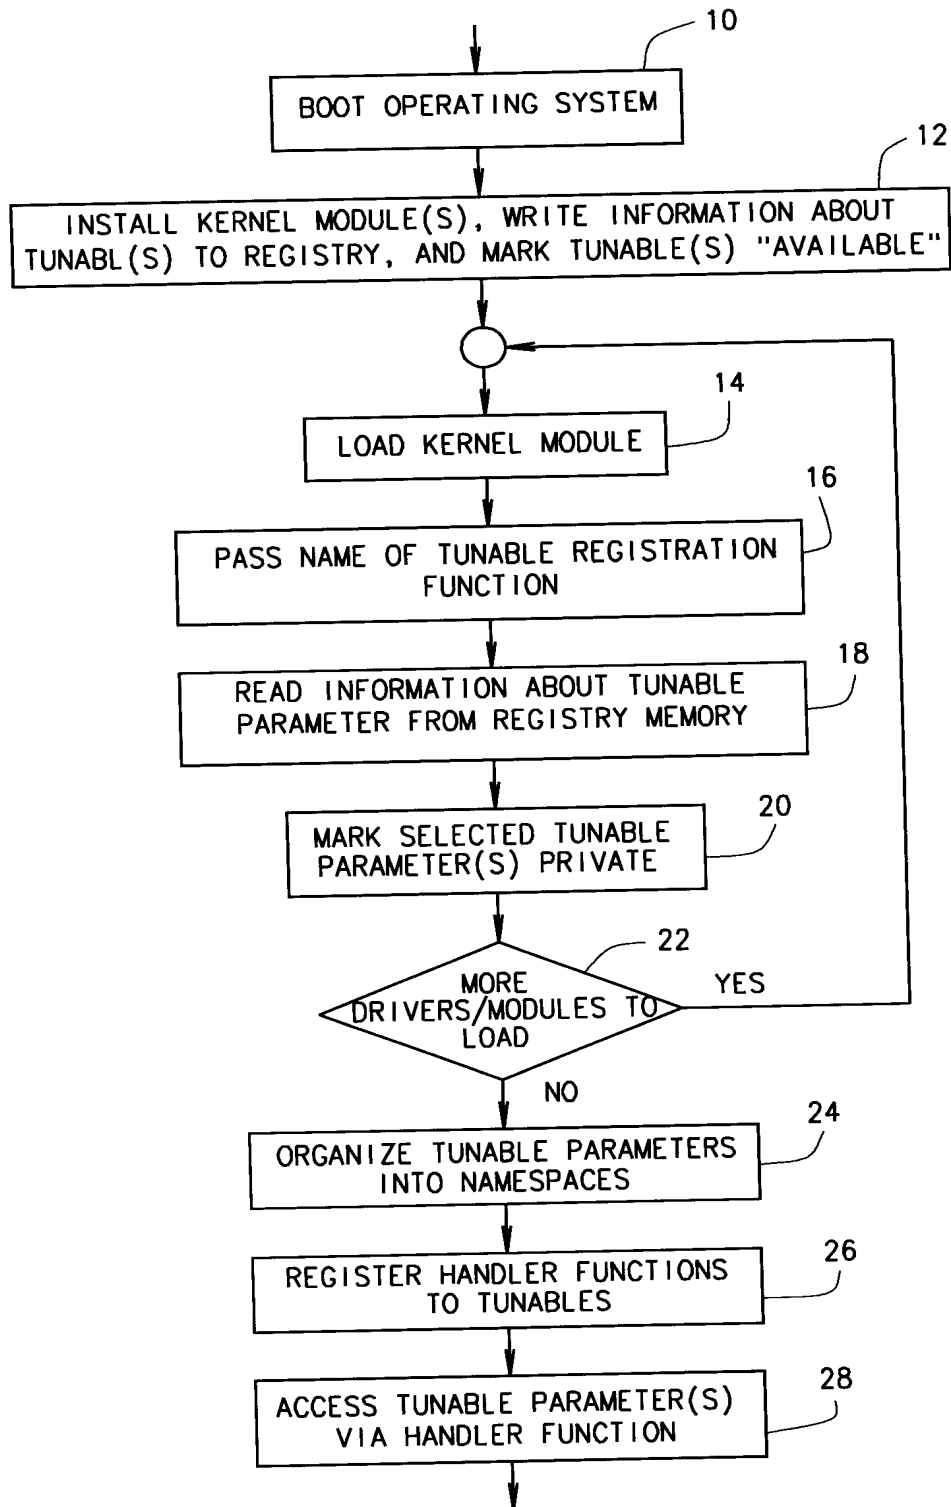 10
BOOT OPERATING SYSTEM
12
INSTALL KERNEL MODULE(S), WRITE INFORMATION ABOUT
TUNABL(S) TO REGISTRY, AND MARK TUNABLE(S) "AVAILABLE"
14
LOAD KERNEL MODULE
16
PASS NAME OF TUNABLE REGISTRATION
FUNCTION
18
READ INFORMATION ABOUT TUNABLE
PARAMETER FROM REGISTRY MEMORY
20
MARK SELECTED TUNABLE
PARAMETER(S) PRIVATE
22
MORE
DRIVERS/MODULES TO
LOAD
YES
NO
24
ORGANIZE TUNABLE PARAMETERS
INTO NAMESPACES
26
REGISTER HANDLER FUNCTIONS
TO TUNABLES
28
ACCESS TUNABLE PARAMETER(S)
VIA HANDLER FUNCTION